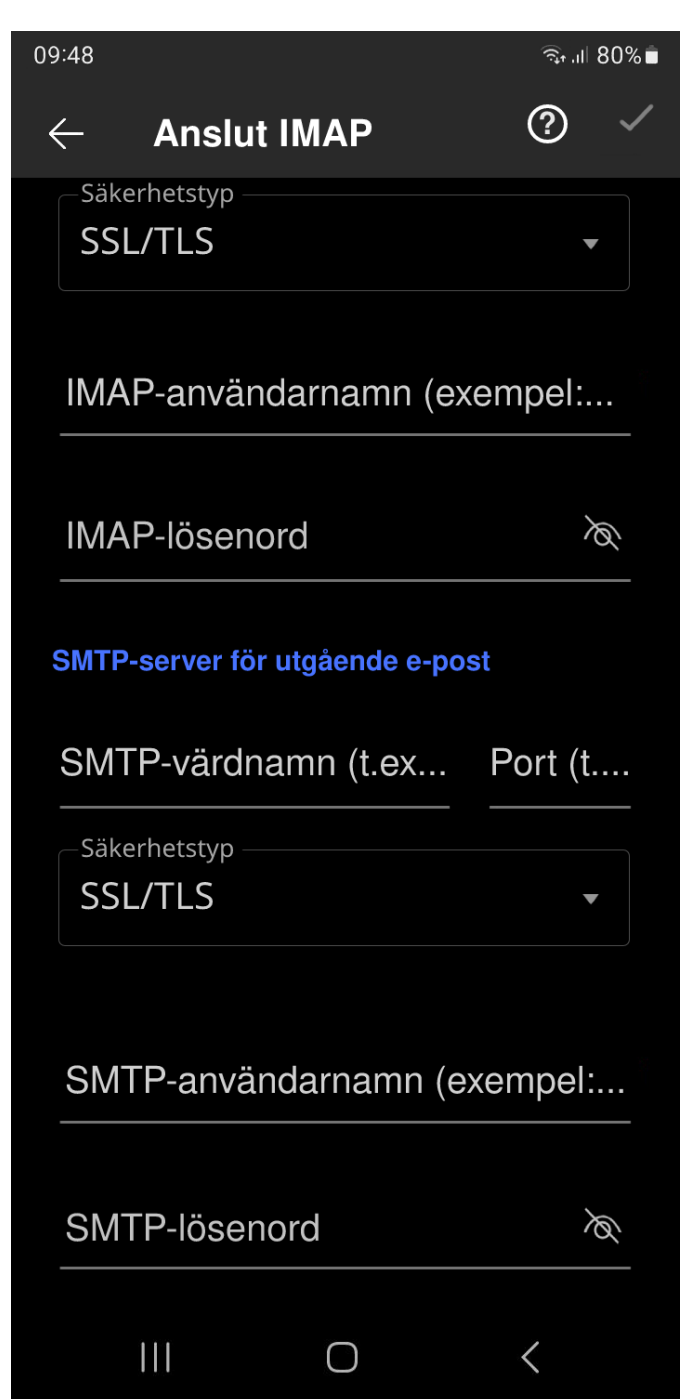 09:48 80%
Anslut IMAP
Säkerhetstyp
SSL/TLS
IMAP-användarnamn (exempel:...
IMAP-lösenord
SMTP-server för utgående e-post
SMTP-värdnamn (t.ex... Port (t....
Säkerhetstyp
SSL/TLS
SMTP-användarnamn (exempel:...
SMTP-lösenord